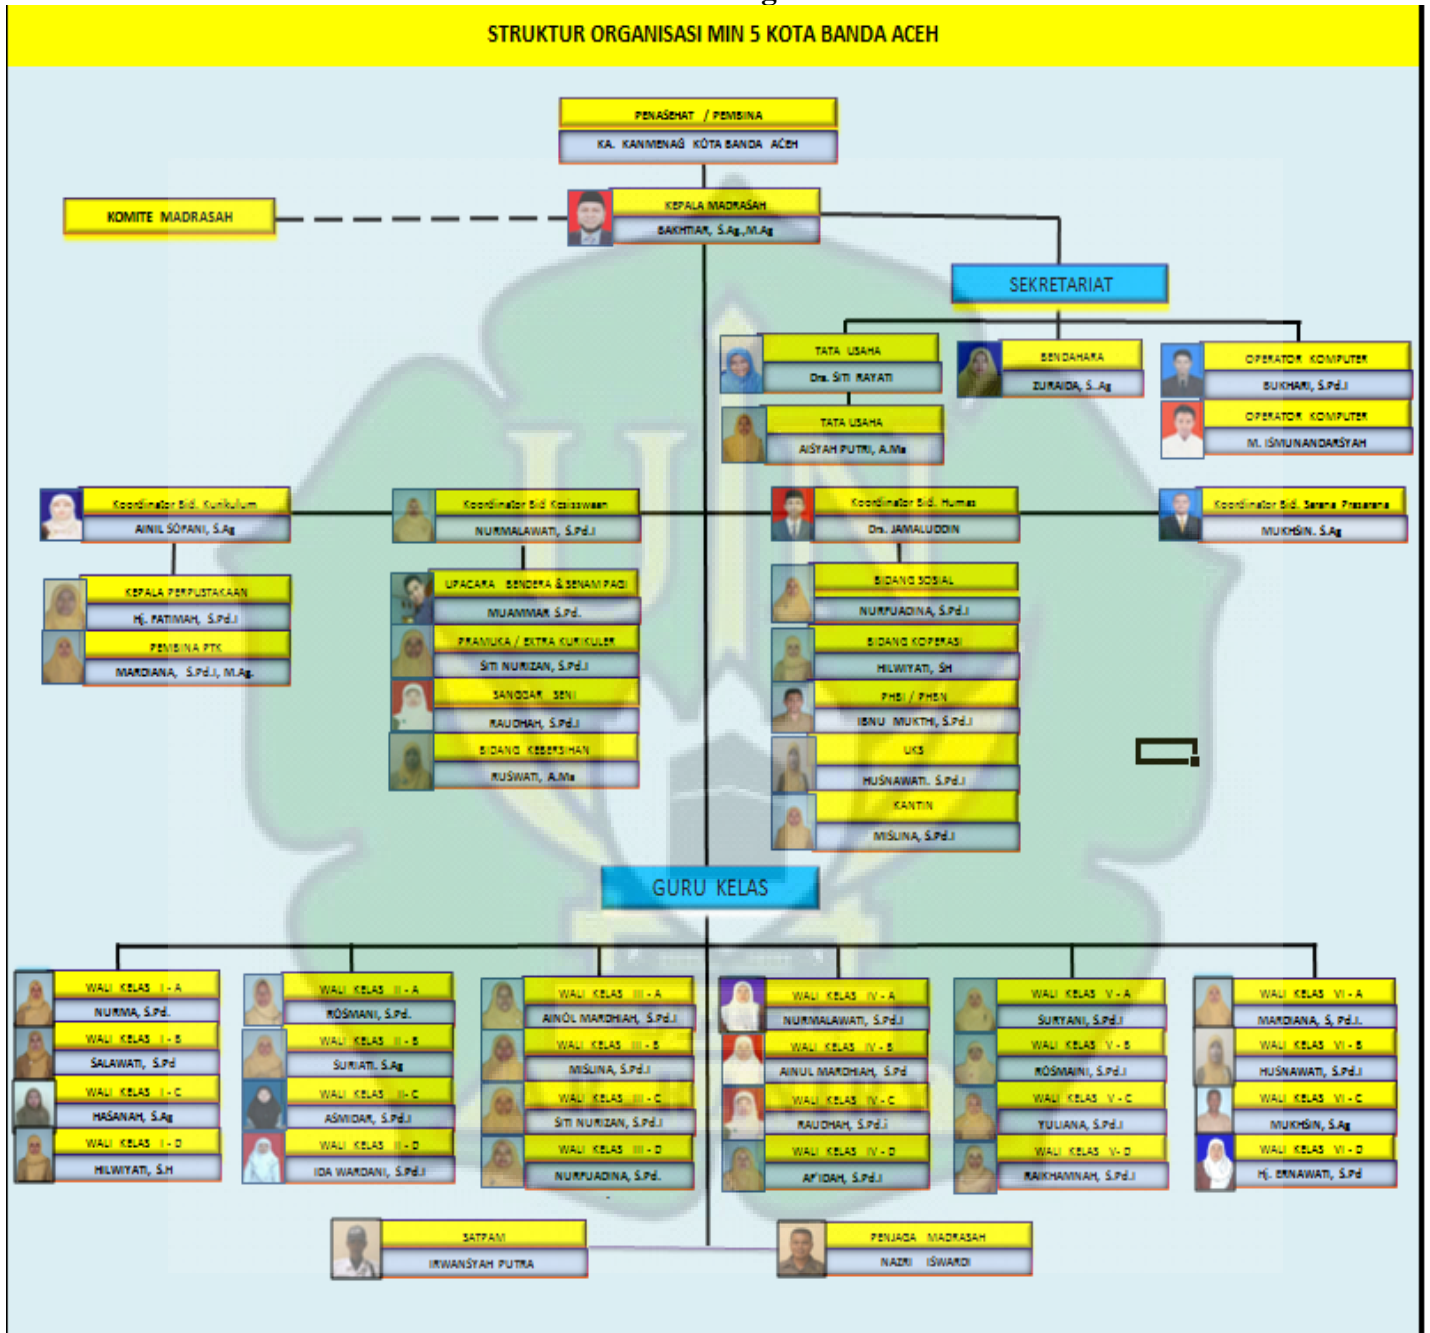 STRUKTUR ORGANISASI MIN 5 KOTA BANDA ACEH
PENASEHAT / PEMBINA
KA. KANMENAG KOTA BANDA ACEH
KOMITE MADRASAH
KEPALA MADRASAH
BAKHTIAR, S.Ag.,M.Ag
SEKRETARIAT
TATA USAHA
Dra. SITI RAYATI
BENDAHARA
ZURAIDA, S..Ag
OPERATOR KOMPUTER
BUKHARI, S.Pd.I
TATA USAHA
AISYAH PUTRI, A.Ma
OPERATOR KOMPUTER
M. ISMUNANDARSYAH
Koordinator Bid. Kurikulum
AINIL SOFANI, S.Ag
Koordinator Bid Kesiswaan
NURMALAWATI, S.Pd.I
Koordinator Bid. Humas
Drs. JAMALUDDIN
Koordinator Bid. Sarana Prasarana
MUKHSIN. S.Ag
KEPALA PERPUSTAKAAN
Hj. FATIMAH, S.Pd.I
PEMBINA PTK
MARDIANA, S.Pd.I, M.Ag.
UPACARA BENDERA & SENAM PAGI
MUAMMAR S.Pd.
PRAMUKA / EXTRA KURIKULER
SITI NURIZAN, S.Pd.I
SANGGAR SENI
RAUDHAH, S.Pd.I
BIDANG KEBERSIHAN
RUSWATI, A.Ma
BIDANG SOSIAL
NURFUADINA, S.Pd.I
BIDANG KOPERASI
HILWIYATI, SH
PHBI / PHBN
IBNU MUKTHI, S.Pd.I
UKS
HUSNAWATI. S.Pd.I
KANTIN
MISLINA, S.Pd.I
GURU KELAS
WALI KELAS I - A
NURMA, S.Pd.
WALI KELAS I - B
SALAWATI, S.Pd
WALI KELAS I - C
HASANAH, S.Ag
WALI KELAS I - D
HILWIYATI, S.H
WALI KELAS II - A
ROSMANI, S.Pd.
WALI KELAS II - B
SURIATI. S.Ag
WALI KELAS II- C
ASMIDAR, S.Pd.I
WALI KELAS II - D
IDA WARDANI, S.Pd.I
WALI KELAS III - A
AINOL MARDHIAH, S.Pd.I
WALI KELAS III - B
MISLINA, S.Pd.I
WALI KELAS III - C
SITI NURIZAN, S.Pd.I
WALI KELAS III - D
NURFUADINA, S.Pd.
WALI KELAS IV - A
NURMALAWATI, S.Pd.I
WALI KELAS IV - B
AINUL MARDHIAH, S.Pd
WALI KELAS IV - C
RAUDHAH, S.Pd.i
WALI KELAS IV - D
AF'IDAH, S.Pd.I
WALI KELAS V - A
SURYANI, S.Pd.I
WALI KELAS V - B
ROSMAINI, S.Pd.I
WALI KELAS V - C
YULIANA, S.Pd.I
WALI KELAS V - D
RAIKHAMNAH, S.Pd.I
WALI KELAS VI - A
MARDIANA, S, Pd.I.
WALI KELAS VI - B
HUSNAWATI, S.Pd.I
WALI KELAS VI - C
MUKHSIN, S.Ag
WALI KELAS VI - D
Hj. ERNAWATI, S.Pd
SATPAM
IRWANSYAH PUTRA
PENJAGA MADRASAH
NAZRI ISWARDI